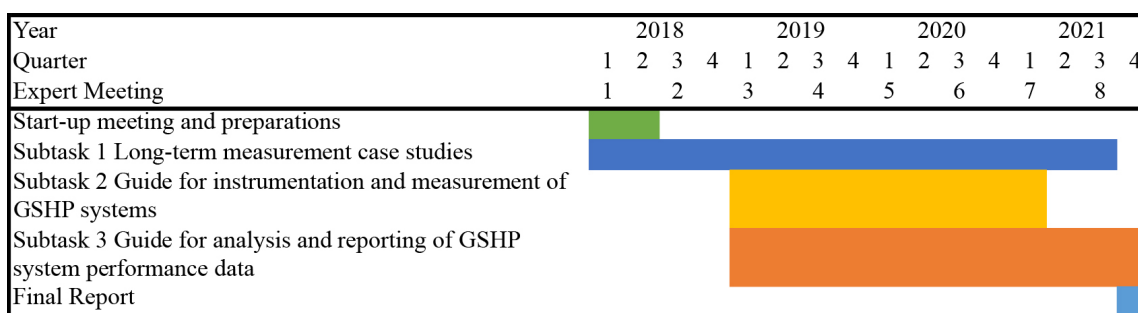 Year 2018 2019 2020 2021
Quarter 1 2 3 4 1 2 3 4 1 2 3 4 1 2 3 4
Expert Meeting 1 2 3 4 5 6 7 8
Start-up meeting and preparations
Subtask 1 Long-term measurement case studies
Subtask 2 Guide for instrumentation and measurement of
GSHP systems
Subtask 3 Guide for analysis and reporting of GSHP
system performance data
Final Report